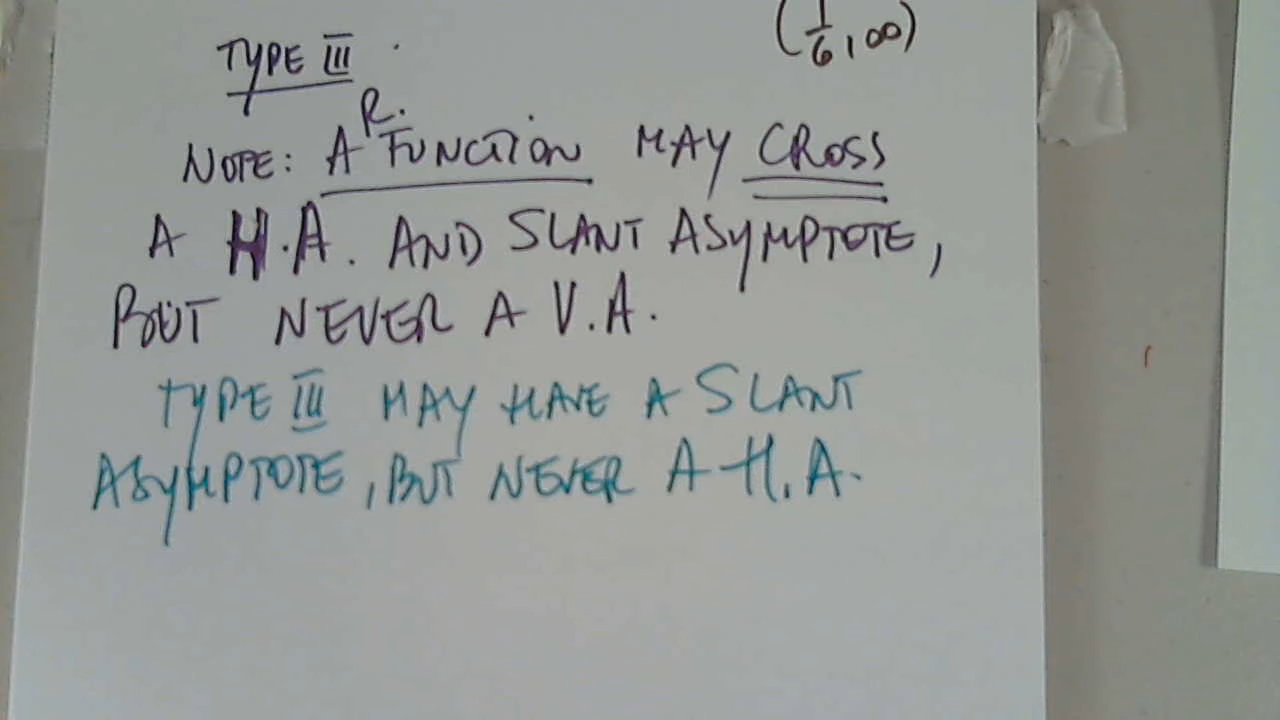 (1/6, ∞)
TYPE III
NOTE: A R. FUNCTION MAY CROSS
A H.A. AND SLANT ASYMPTOTE,
BUT NEVER A V.A.
TYPE III MAY HAVE A SLANT
ASYMPTOTE, BUT NEVER A H.A.